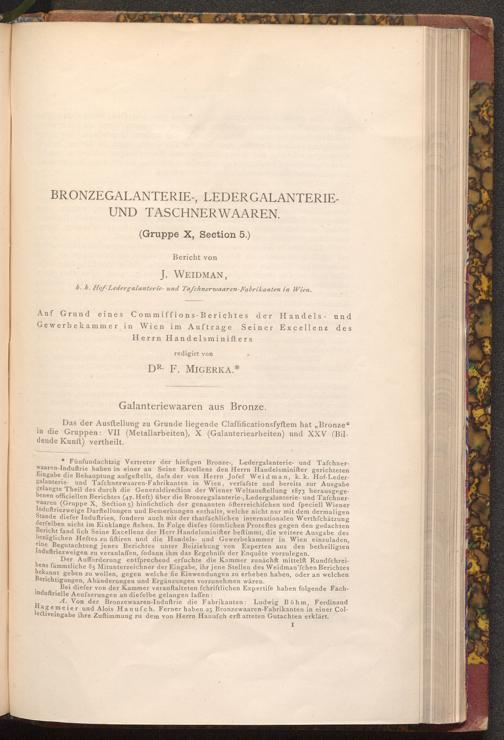 BRONZEGALANTERIE-, LEDERGALANTERIE-
UND TASCHNERWAAREN.
(Gruppe X, Section 5.)
Bericht von
J. WEIDMAN,
k. k. Hof-Ledergalanterie- und Taſchnerwaaren-Fabrikanten in Wien.
Auf Grund eines Commiſſions-Berichtes der Handels- und
Gewerbekammer in Wien im Auftrage Seiner Excellenz des
Herrn Handelsminiſters
redigirt von
DR. F. MIGERKA.*
Galanteriewaaren aus Bronze.
Das der Ausſtellung zu Grunde liegende Claſſificationsſyſtem hat „Bronze“
in die Gruppen: VII (Metallarbeiten), X (Galanteriearbeiten) und XXV (Bil-
dende Kunſt) vertheilt.
* Fünfundachtzig Vertreter der hieſigen Bronze-, Ledergalanterie- und Taſchner-
waaren-Induſtrie haben in einer an Seine Excellenz den Herrn Handelsminiſter gerichteten
Eingabe die Behauptung aufgeſtellt, daſs der von Herrn Joſef Weidman, k. k. Hof-Leder-
galanterie- und Taſchnerwaaren-Fabrikanten in Wien, verfaſste und bereits zur Ausgabe
gelangte Theil des durch die Generaldirection der Wiener Weltausſtellung 1873 herausgege-
benen officiellen Berichtes (47. Heft) über die Bronzegalanterie-, Ledergalanterie- und Taſchner-
waaren (Gruppe X, Section 5) hinſichtlich der genannten öſterreichiſchen und ſpeciell Wiener
Induſtriezweige Darſtellungen und Bemerkungen enthalte, welche nicht nur mit dem dermaligen
Stande dieſer Induſtrien, ſondern auch mit der thatſächlichen internationalen Werthſchätzung
derſelben nicht im Einklange ſtehen. In Folge dieſes förmlichen Proteſtes gegen den gedachten
Bericht fand ſich Seine Excellenz der Herr Handelsminiſter beſtimmt, die weitere Ausgabe des
bezüglichen Heftes zu ſiſtiren und die Handels- und Gewerbekammer in Wien einzuladen,
eine Begutachtung jenes Berichtes unter Beiziehung von Experten aus den betheiligten
Induſtriezweigen zu veranlaſſen, ſodann ihm das Ergebniſs der Enquête vorzulegen.
Der Aufforderung entſprechend erſuchte die Kammer zunächſt mittelſt Rundſchrei-
bens ſämmtliche 85 Mitunterzeichner der Eingabe, ihr jene Stellen des Weidman'ſchen Berichtes
bekannt geben zu wollen, gegen welche ſie Einwendungen zu erheben haben, oder an welchen
Berichtigungen, Abänderungen und Ergänzungen vorzunehmen wären.
Bei dieſer von der Kammer veranſtalteten ſchriftlichen Expertiſe haben folgende Fach-
induſtrielle Aeuſserungen an dieſelbe gelangen laſſen:
A. Von der Bronzewaaren-Induſtrie die Fabrikanten: Ludwig Böhm, Ferdinand
Hagemeier und Alois Hanuſch. Ferner haben 25 Bronzewaaren-Fabrikanten in einer Col-
lectiveingabe ihre Zuſtimmung zu dem von Herrn Hanuſch erſtatteten Gutachten erklärt.
1